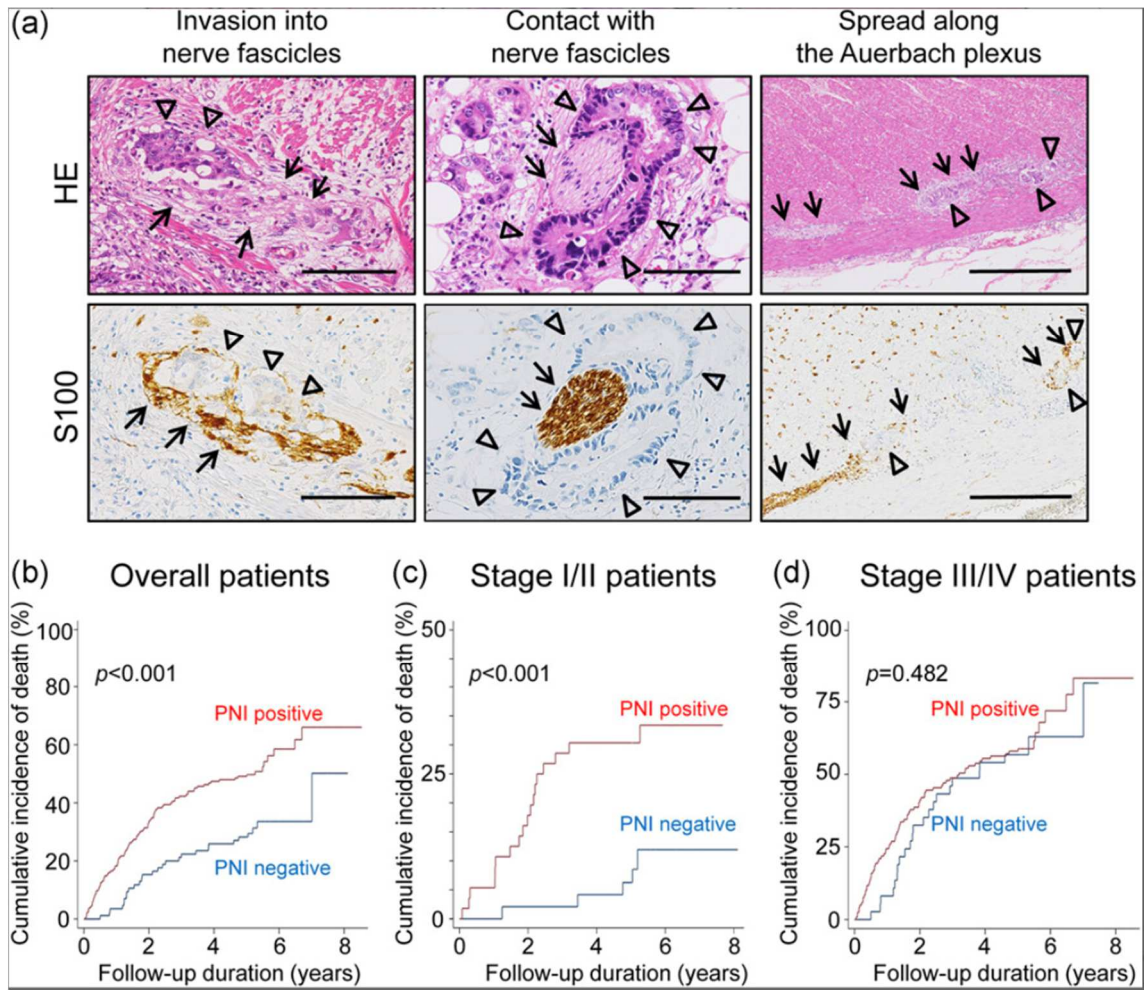 (a)
Invasion into
nerve fascicles
Contact with
nerve fascicles
Spread along
the Auerbach plexus
HE
S100
(b)
Overall patients
Cumulative incidence of death (%)
100
80
60
40
20
0
p<0.001
PNI positive
PNI negative
0 2 4 6 8
Follow-up duration (years)
(c)
Stage I/II patients
Cumulative incidence of death (%)
50
25
0
p<0.001
PNI positive
PNI negative
0 2 4 6 8
Follow-up duration (years)
(d)
Stage III/IV patients
Cumulative incidence of death (%)
100
75
50
25
0
p=0.482
PNI positive
PNI negative
0 2 4 6 8
Follow-up duration (years)